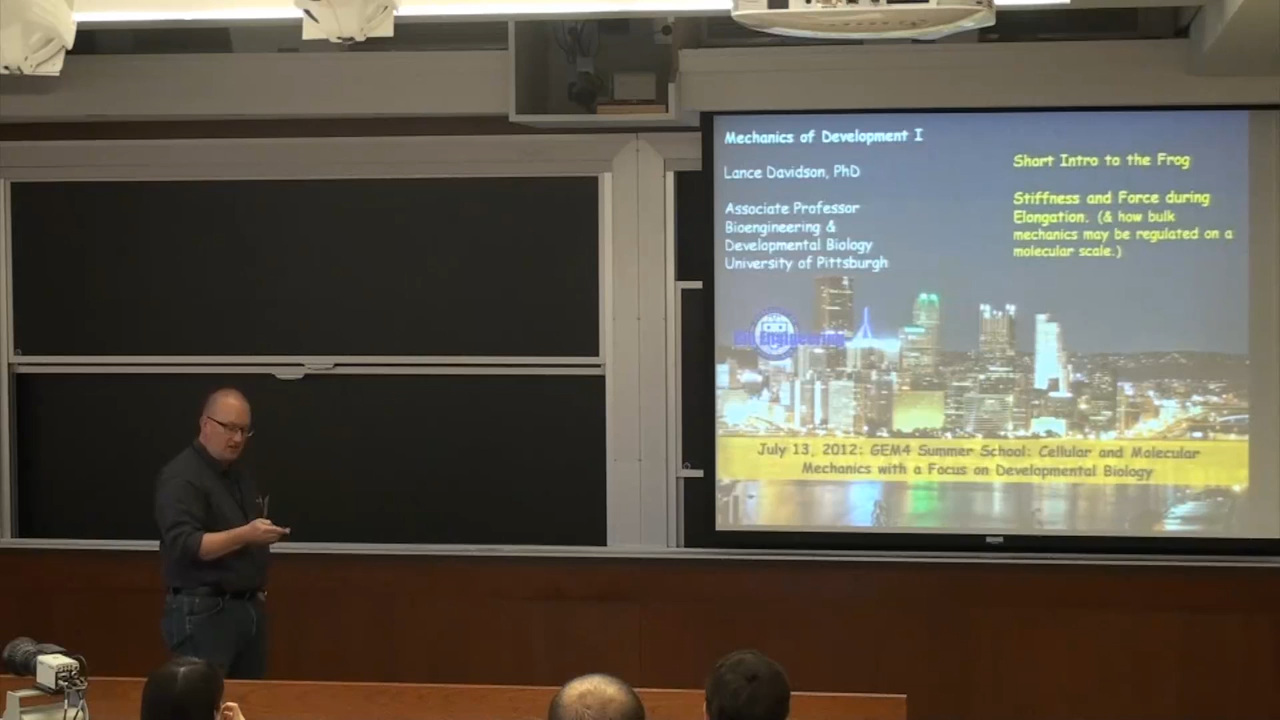 Mechanics of Development I
Lance Davidson, PhD
Associate Professor
Bioengineering &
Developmental Biology
University of Pittsburgh
Short Intro to the Frog
Stiffness and Force during
Elongation. (& how bulk
mechanics may be regulated on a
molecular scale.)
Engineering
July 13, 2012: GEM4 Summer School: Cellular and Molecular
Mechanics with a Focus on Developmental Biology